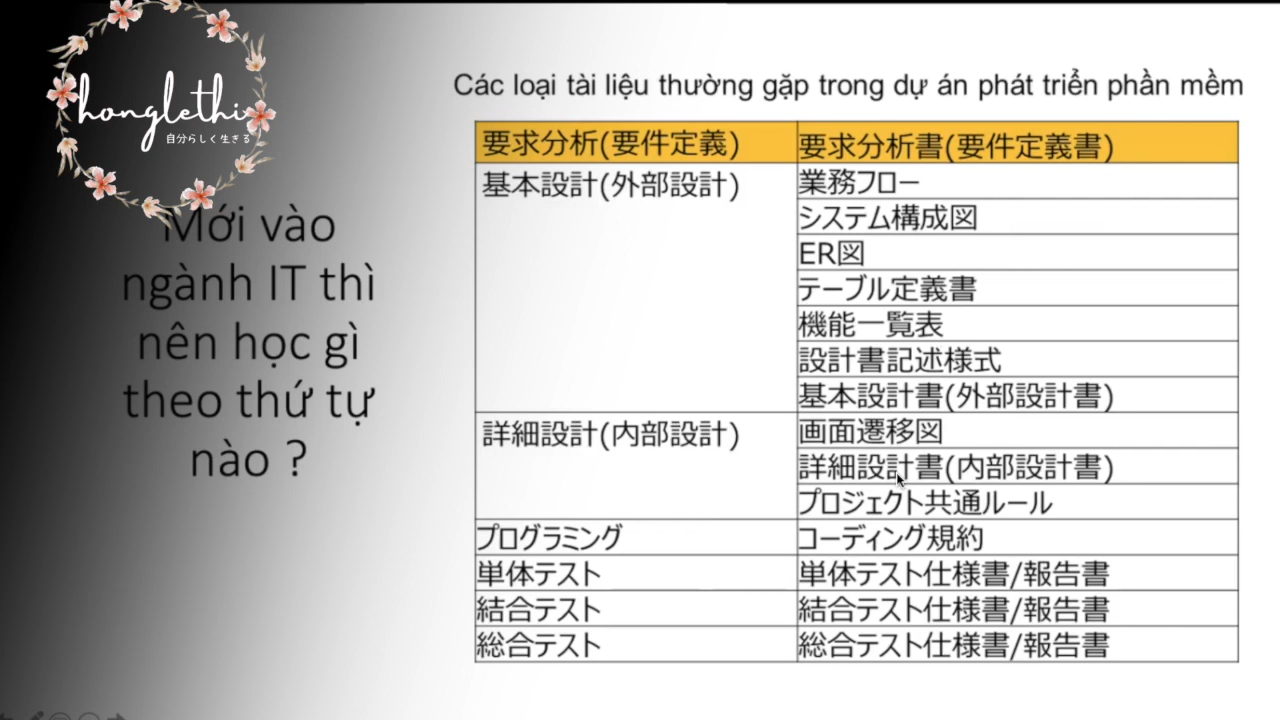 honglethi
自分らしく生きる
Mới vào
ngành IT thì
nên học gì
theo thứ tự
nào ?
Các loại tài liệu thường gặp trong dự án phát triển phần mềm
要求分析(要件定義) 要求分析書(要件定義書)
基本設計(外部設計) 業務フロー
システム構成図
ER図
テーブル定義書
機能一覧表
設計書記述様式
基本設計書(外部設計書)
詳細設計(内部設計) 画面遷移図
詳細設計書(内部設計書)
プロジェクト共通ルール
プログラミング コーディング規約
単体テスト 単体テスト仕様書/報告書
結合テスト 結合テスト仕様書/報告書
総合テスト 総合テスト仕様書/報告書